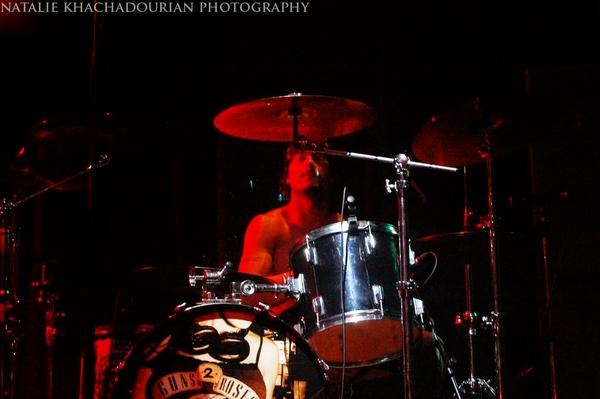 NATALIE KHACHADOURIAN PHOTOGRAPHY
2
GUNS ROSES